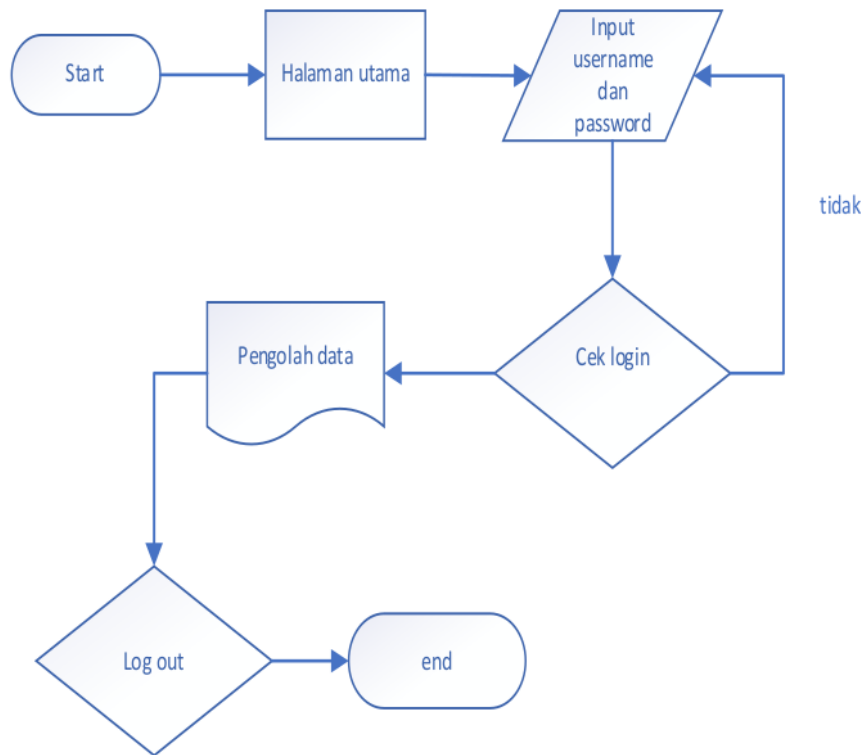 Start
Halaman utama
Input
username
dan
password
tidak
Cek login
Pengolah data
Log out
end